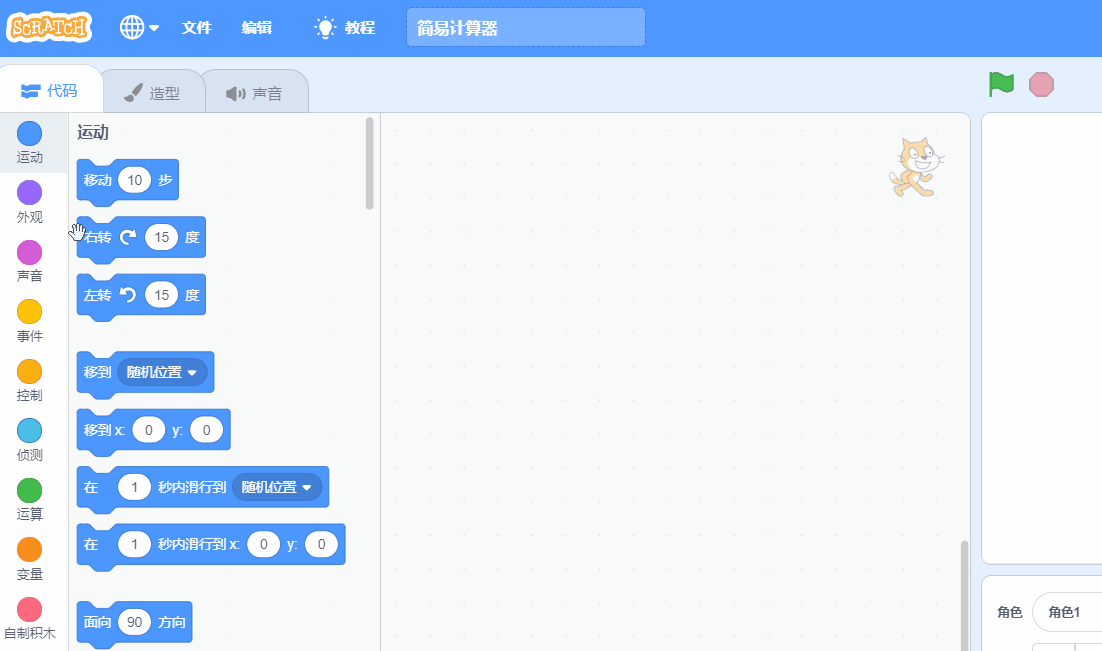 SCRATCH 文件 编辑 教程 简易计算器
代码 造型 声音
运动
外观
声音
事件
控制
侦测
运算
变量
自制积木
运动
移动 10 步
右转 15 度
左转 15 度
移到 随机位置
移到 x: 0 y: 0
在 1 秒内滑行到 随机位置
在 1 秒内滑行到 x: 0 y: 0
面向 90 方向
角色 角色1